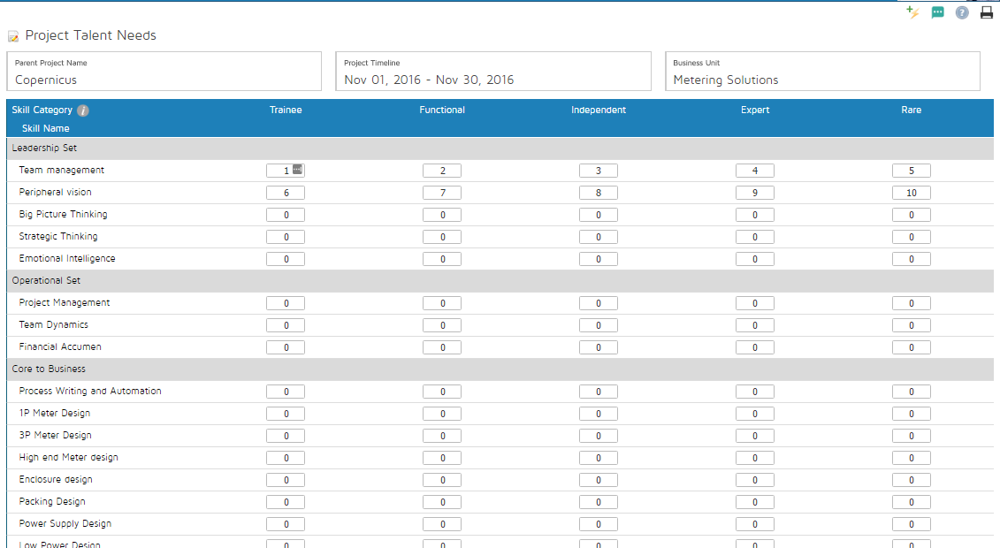 Project Talent Needs
Parent Project Name Project Timeline Business Unit
Copernicus Nov 01, 2016 - Nov 30, 2016 Metering Solutions
Skill Category i Trainee Functional Independent Expert Rare
Skill Name
Leadership Set
Team management 1 2 3 4 5
Peripheral vision 6 7 8 9 10
Big Picture Thinking 0 0 0 0 0
Strategic Thinking 0 0 0 0 0
Emotional Intelligence 0 0 0 0 0
Operational Set
Project Management 0 0 0 0 0
Team Dynamics 0 0 0 0 0
Financial Accumen 0 0 0 0 0
Core to Business
Process Writing and Automation 0 0 0 0 0
1P Meter Design 0 0 0 0 0
3P Meter Design 0 0 0 0 0
High end Meter design 0 0 0 0 0
Enclosure design 0 0 0 0 0
Packing Design 0 0 0 0 0
Power Supply Design 0 0 0 0 0
Low Power Design 0 0 0 0 0